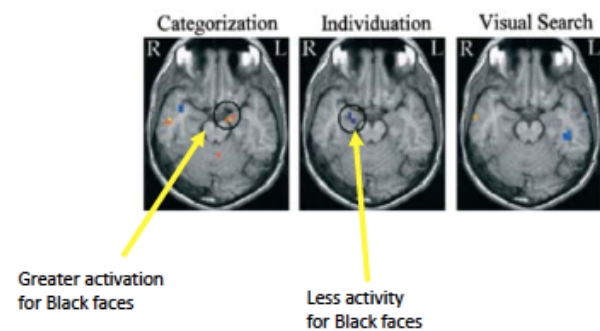 Categorization
Individuation
Visual Search
R
L
R
L
R
L
Greater activation
for Black faces
Less activity
for Black faces